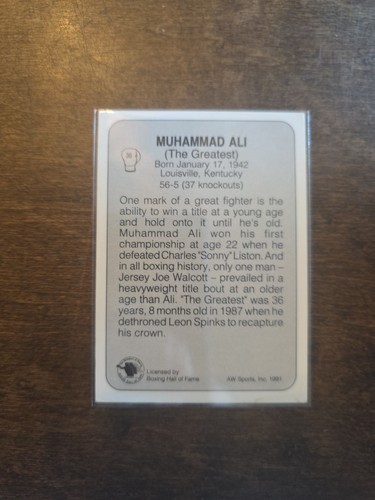 MUHAMMAD ALI
(The Greatest)
Born January 17, 1942
Louisville, Kentucky
56-5 (37 knockouts)
One mark of a great fighter is the
ability to win a title at a young age
and hold onto it until he's old.
Muhammad Ali won his first
championship at age 22 when he
defeated Charles "Sonny" Liston. And
in all boxing history, only one man –
Jersey Joe Walcott – prevailed in a
heavyweight title bout at an older
age than Ali. "The Greatest" was 36
years, 8 months old in 1987 when he
dethroned Leon Spinks to recapture
his crown.
Licensed by
Boxing Hall of Fame
AW Sports, Inc. 1991